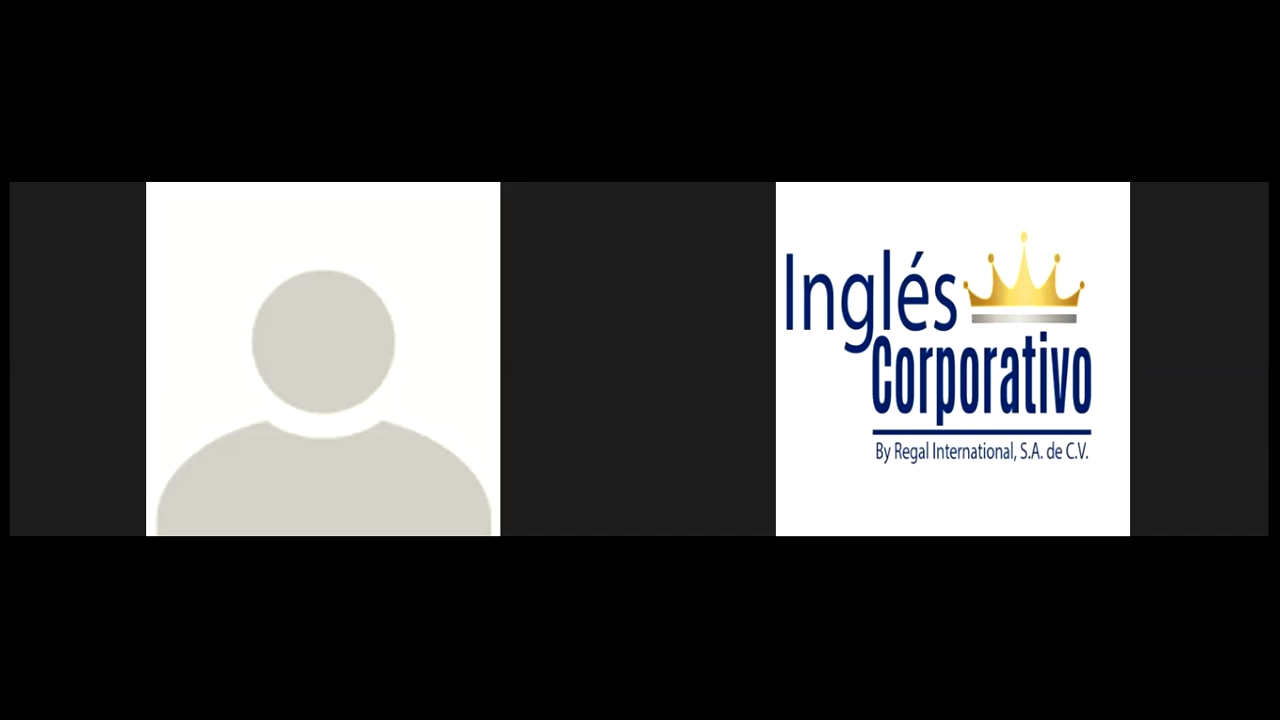 Inglés
Corporativo
By Regal International, S.A. de C.V.